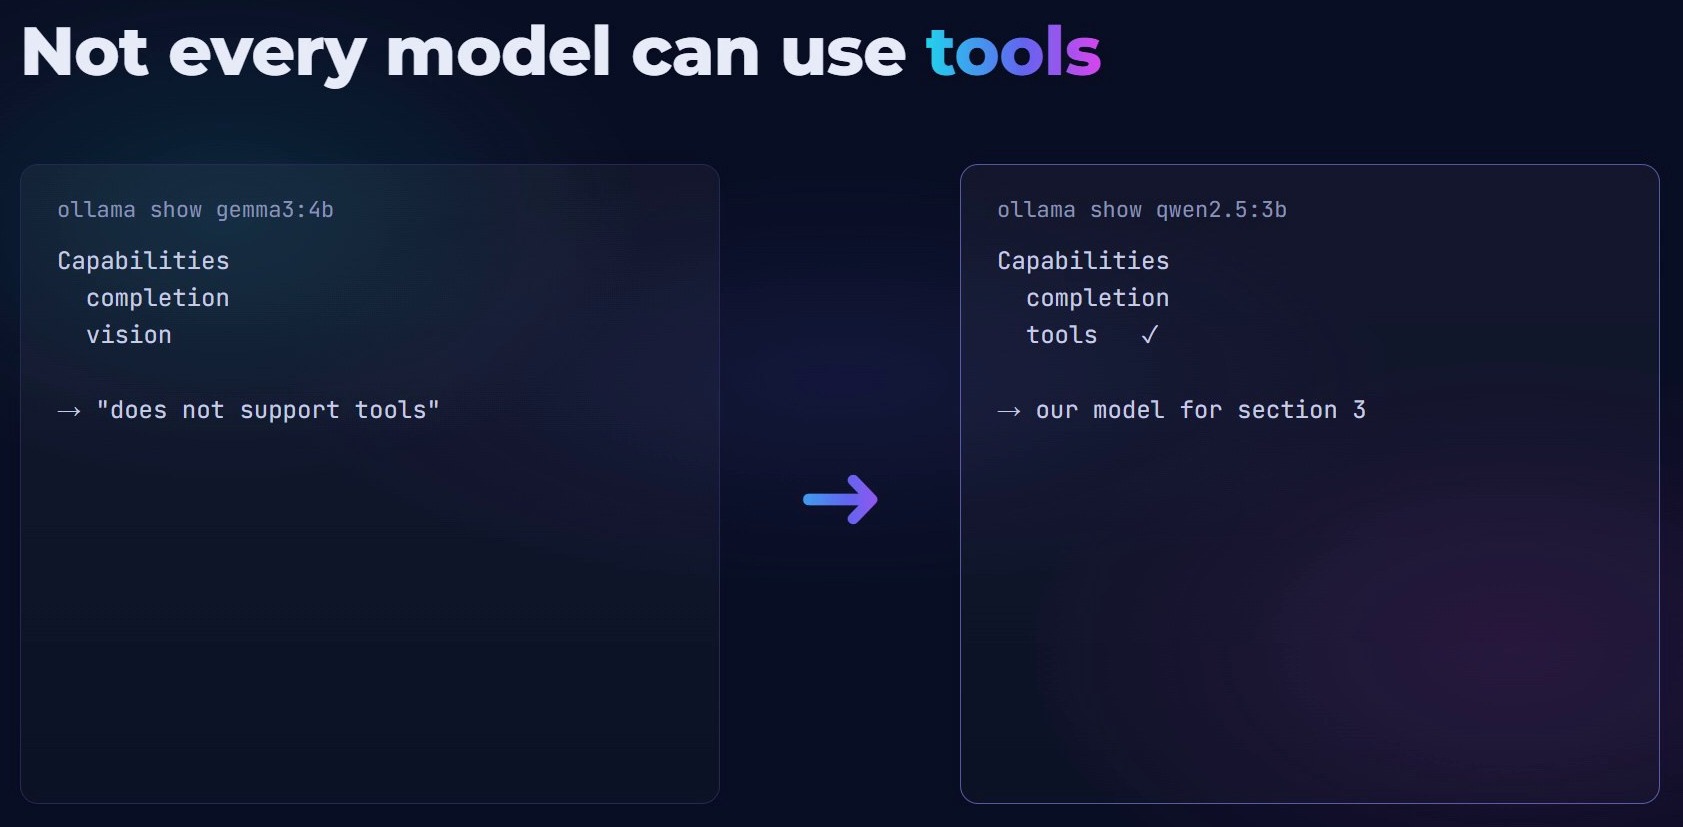 Not every model can use tools
ollama show gemma3:4b
Capabilities
completion
vision
→ "does not support tools"
→
ollama show qwen2.5:3b
Capabilities
completion
tools ✓
→ our model for section 3